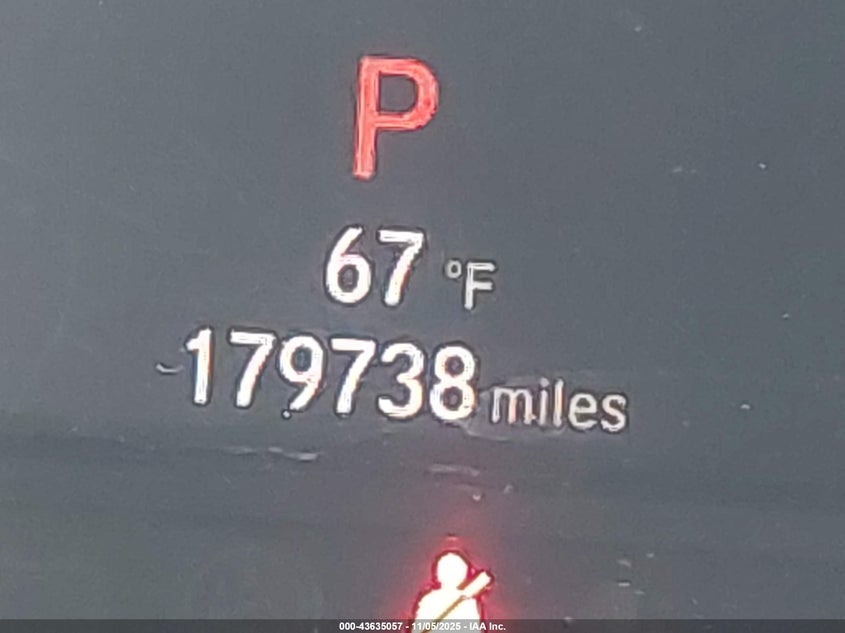 P
67 °F
179738 miles
000-43635057 - 11/05/2025 - IAA Inc.